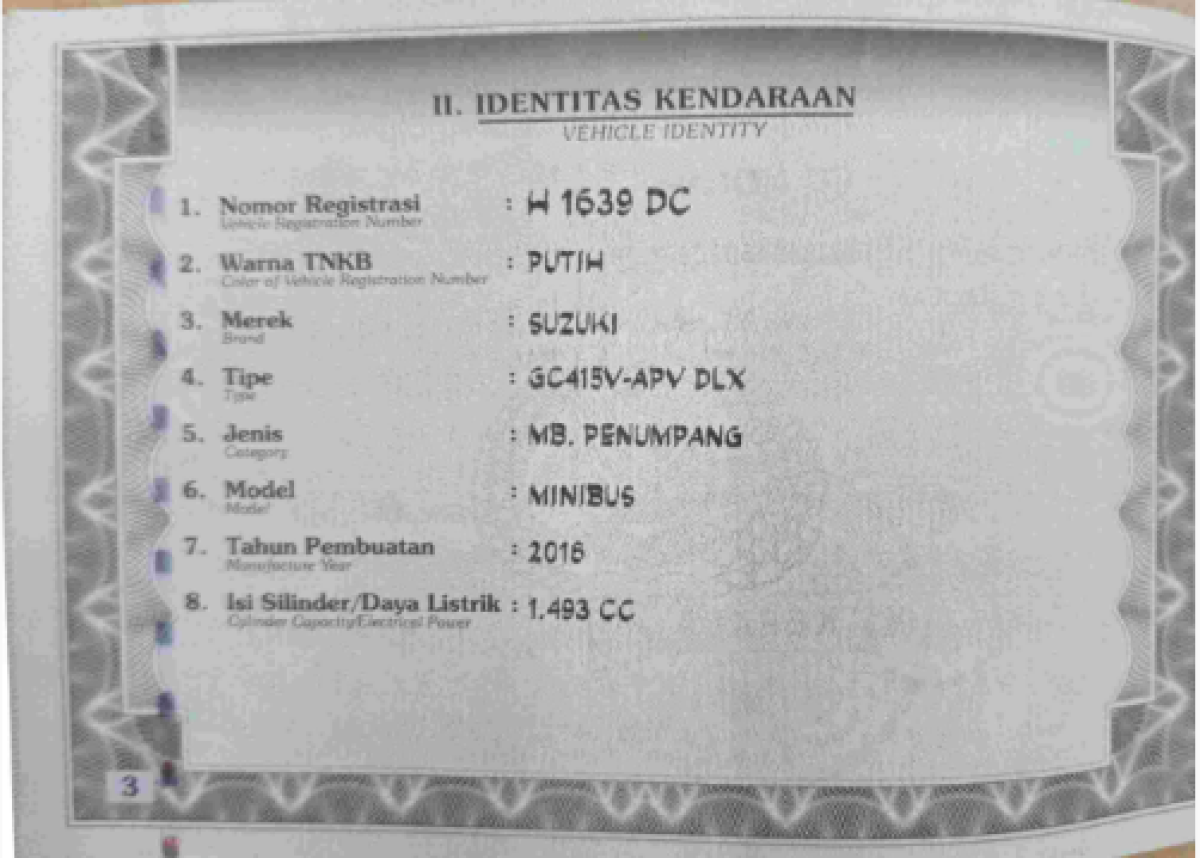 II. IDENTITAS KENDARAAN
VEHICLE IDENTITY
1. Nomor Registrasi : H 1639 DC
Vehicle Registration Number
2. Warna TNKB : PUTIH
Color of Vehicle Registration Number
3. Merek : SUZUKI
Brand
4. Tipe : GC415V-APV DLX
Type
5. Jenis : MB. PENUMPANG
Category
6. Model : MINIBUS
Model
7. Tahun Pembuatan : 2016
Manufacture Year
8. Isi Silinder/Daya Listrik : 1.493 CC
Cylinder Capacity/Electrical Power
3